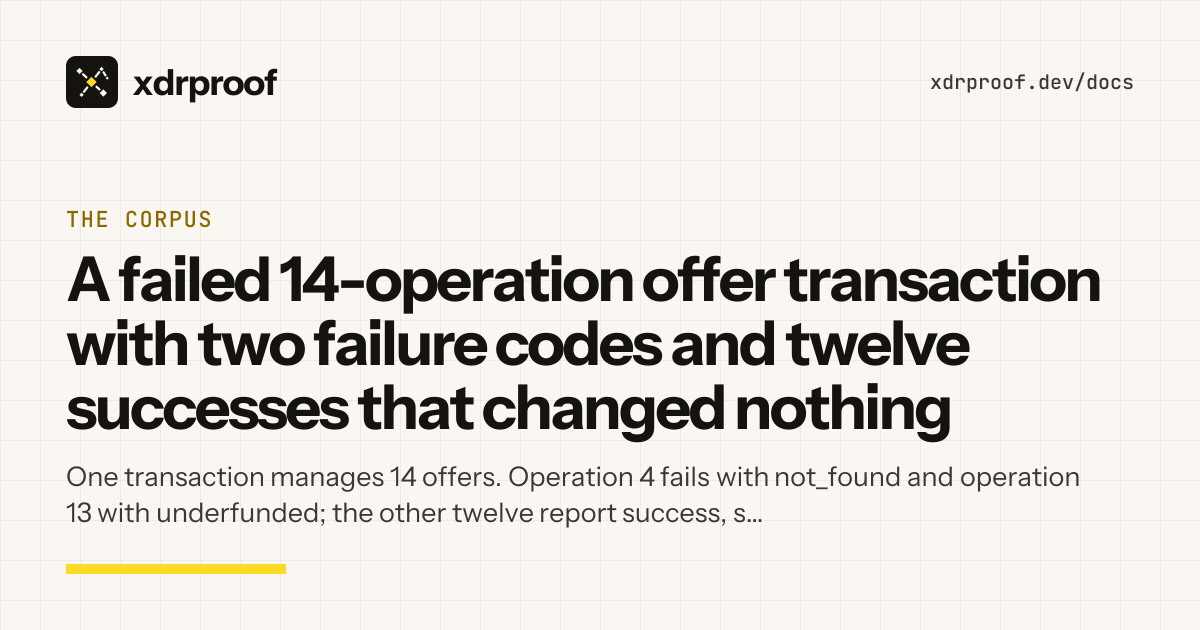 xdrproof
xdrproof.dev/docs
THE CORPUS
A failed 14-operation offer transaction
with two failure codes and twelve
successes that changed nothing
One transaction manages 14 offers. Operation 4 fails with not_found and operation
13 with underfunded; the other twelve report success, s...